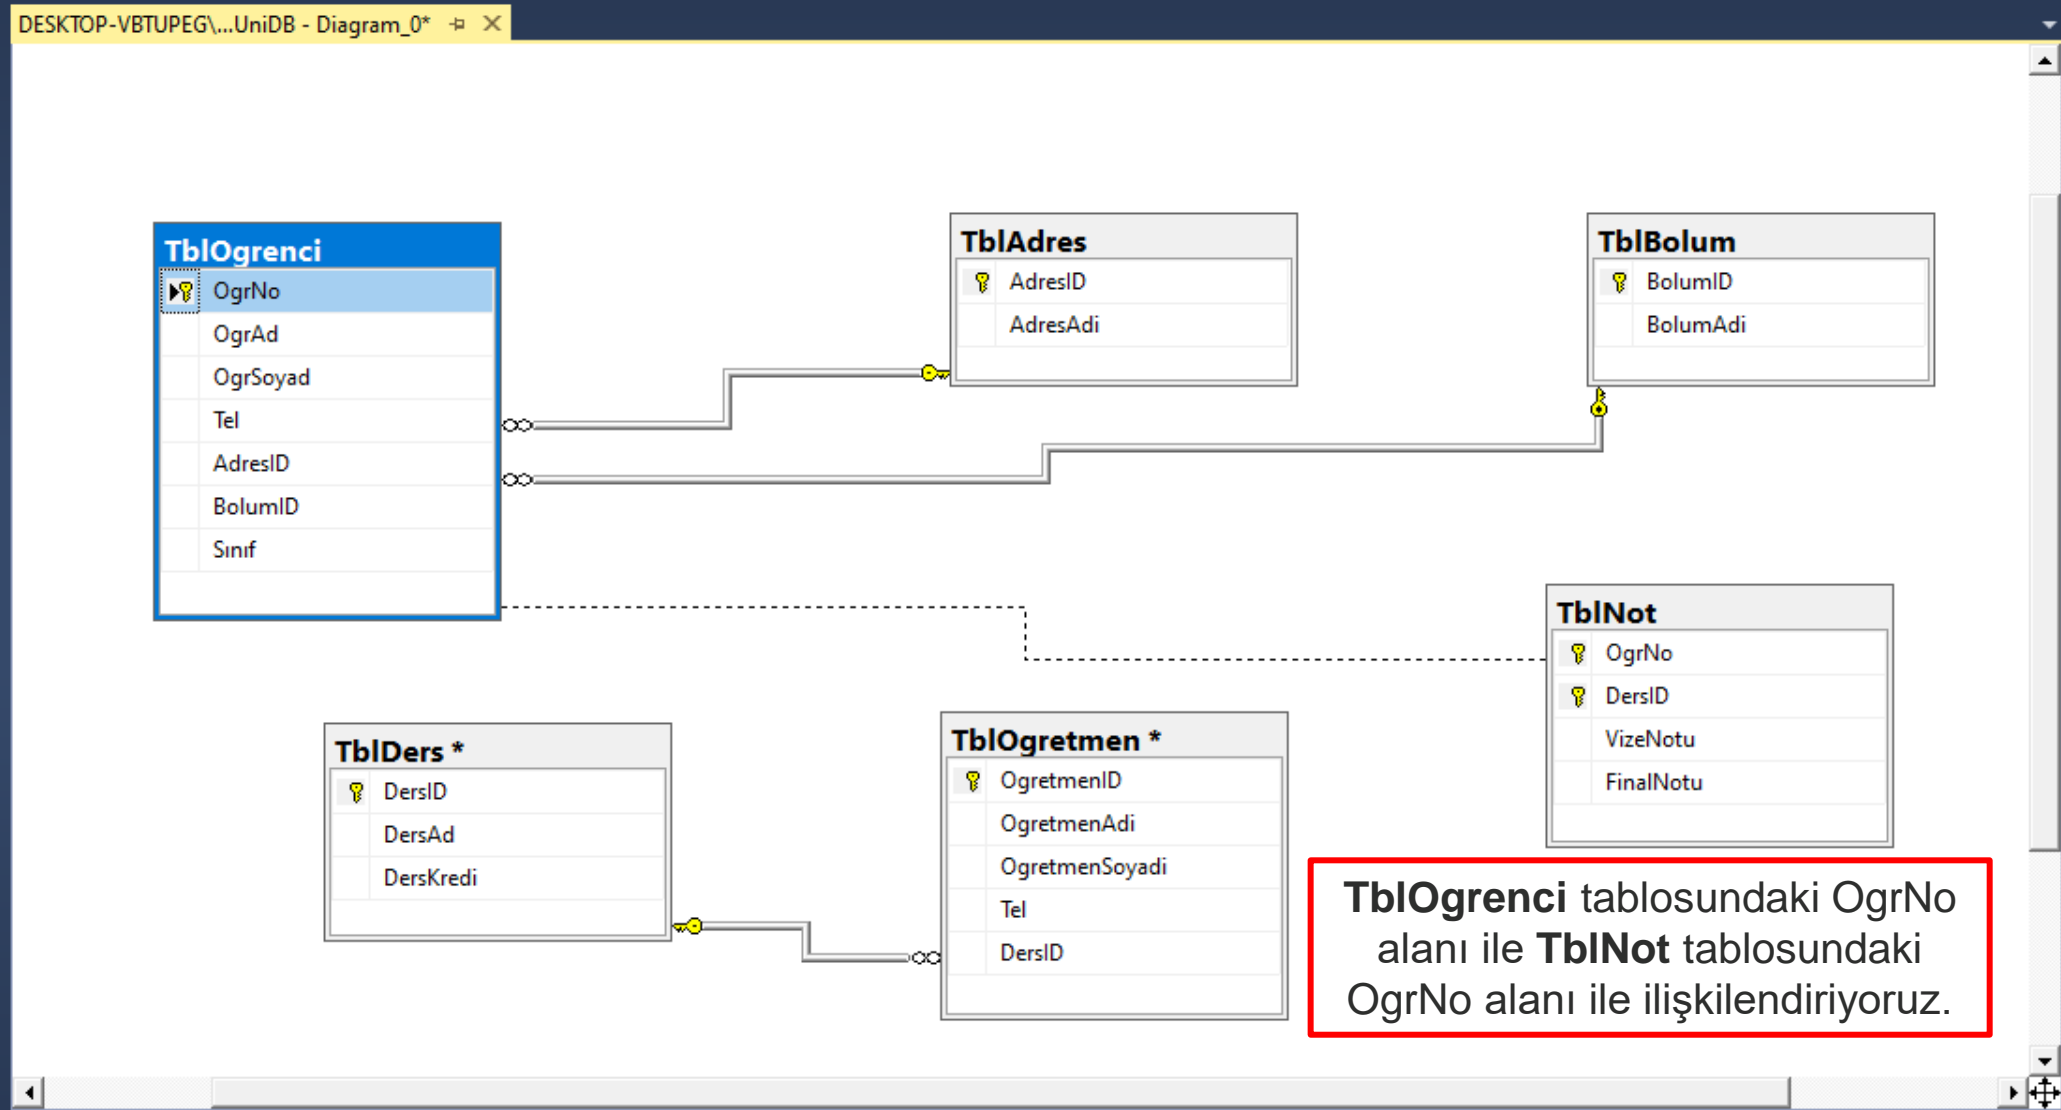 DESKTOP-VBTUPEG\...UniDB - Diagram_0*
TblOgrenci
OgrNo
OgrAd
OgrSoyad
Tel
AdresID
BolumID
Sınıf
TblAdres
AdresID
AdresAdi
TblBolum
BolumID
BolumAdi
TblNot
OgrNo
DersID
VizeNotu
FinalNotu
TblDers *
DersID
DersAd
DersKredi
TblOgretmen *
OgretmenID
OgretmenAdi
OgretmenSoyadi
Tel
DersID
TblOgrenci tablosundaki OgrNo
alanı ile TblNot tablosundaki
OgrNo alanı ile ilişkilendiriyoruz.